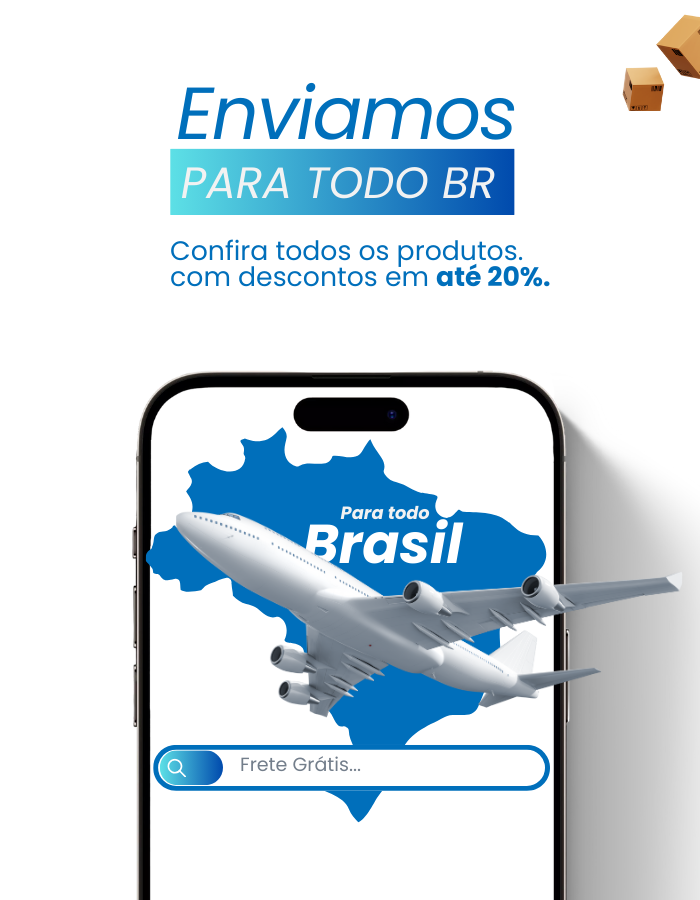 Enviamos
PARA TODO BR
Confira todos os produtos.
com descontos em até 20%.
Para todo
Brasil
Frete Grátis...